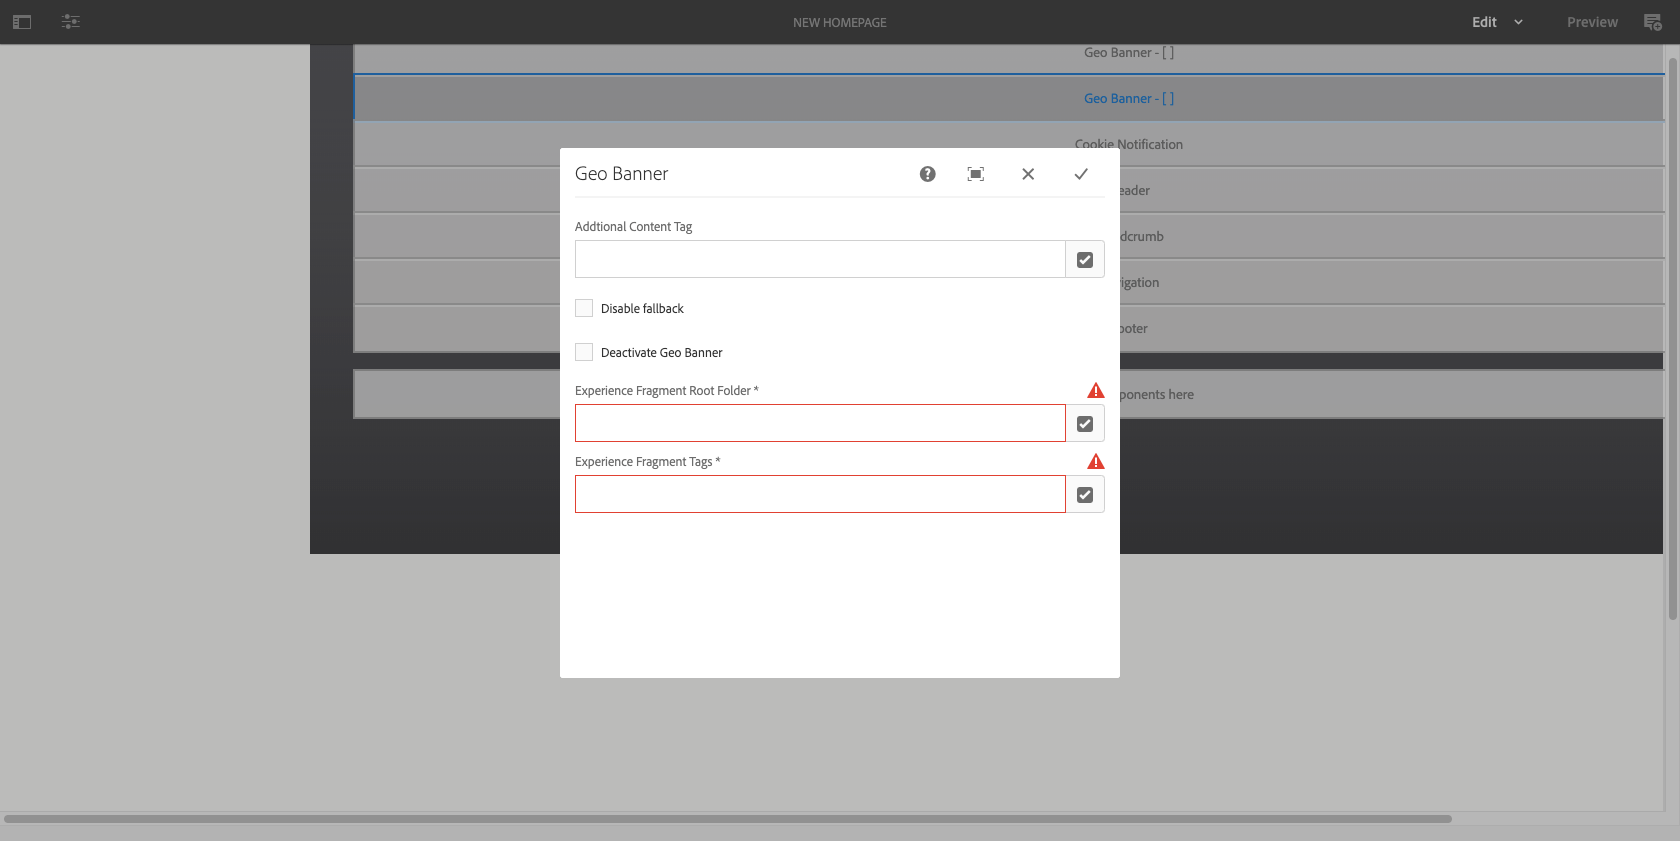 NEW HOMEPAGE
Edit
Preview
Geo Banner - [ ]
Geo Banner - [ ]
Cookie Notification
Geo Banner
eader
Addtional Content Tag
dcrumb
igation
Disable fallback
ooter
Deactivate Geo Banner
Experience Fragment Root Folder *
ponents here
Experience Fragment Tags *